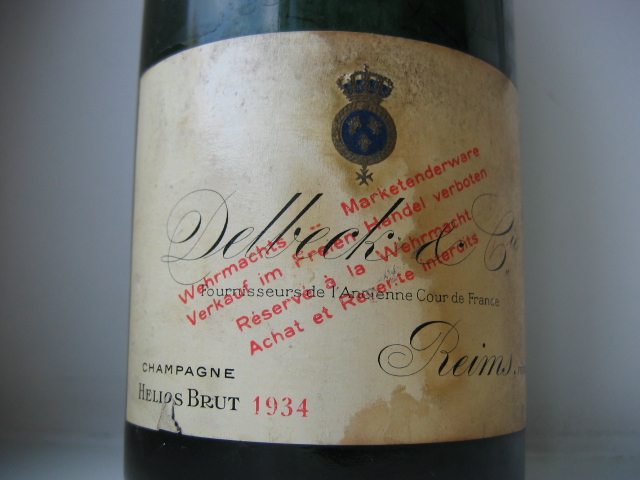 Delbeck & Cie
Wehrmachts - Marketenderware
Verkauf im Freien Handel verboten
Réservé à la Wehrmacht
Achat et Revente interdits
Fournisseurs de l'Ancienne Cour de France
Reims.
CHAMPAGNE
HELIOS BRUT 1934